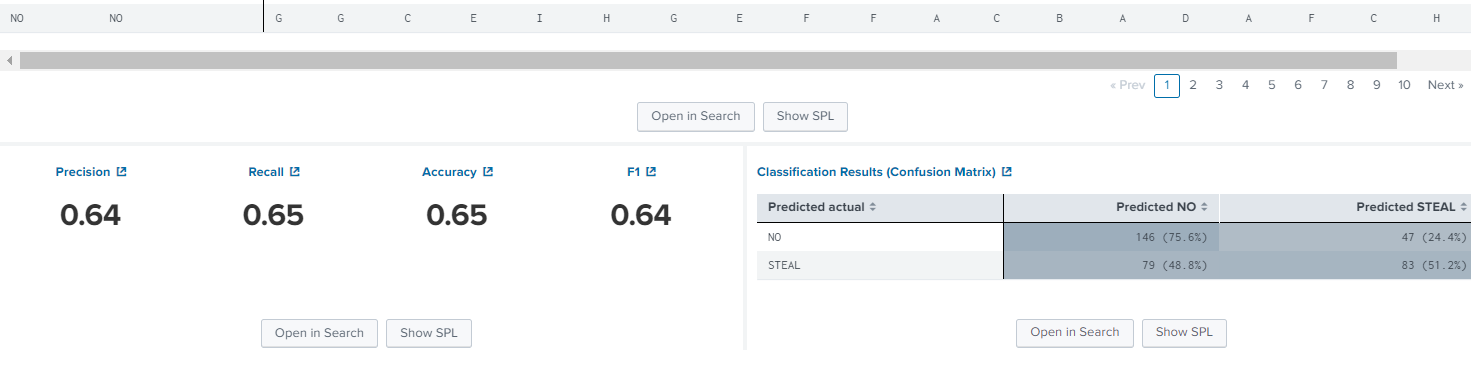 NO NO G G C E I H G E F F A C B A D A F C H
« Prev 1 2 3 4 5 6 7 8 9 10 Next »
Open in Search Show SPL
Precision Recall Accuracy F1
0.64 0.65 0.65 0.64
Open in Search Show SPL
Classification Results (Confusion Matrix)
Predicted actual Predicted NO Predicted STEAL
NO 146 (75.6%) 47 (24.4%)
STEAL 79 (48.8%) 83 (51.2%)
Open in Search Show SPL